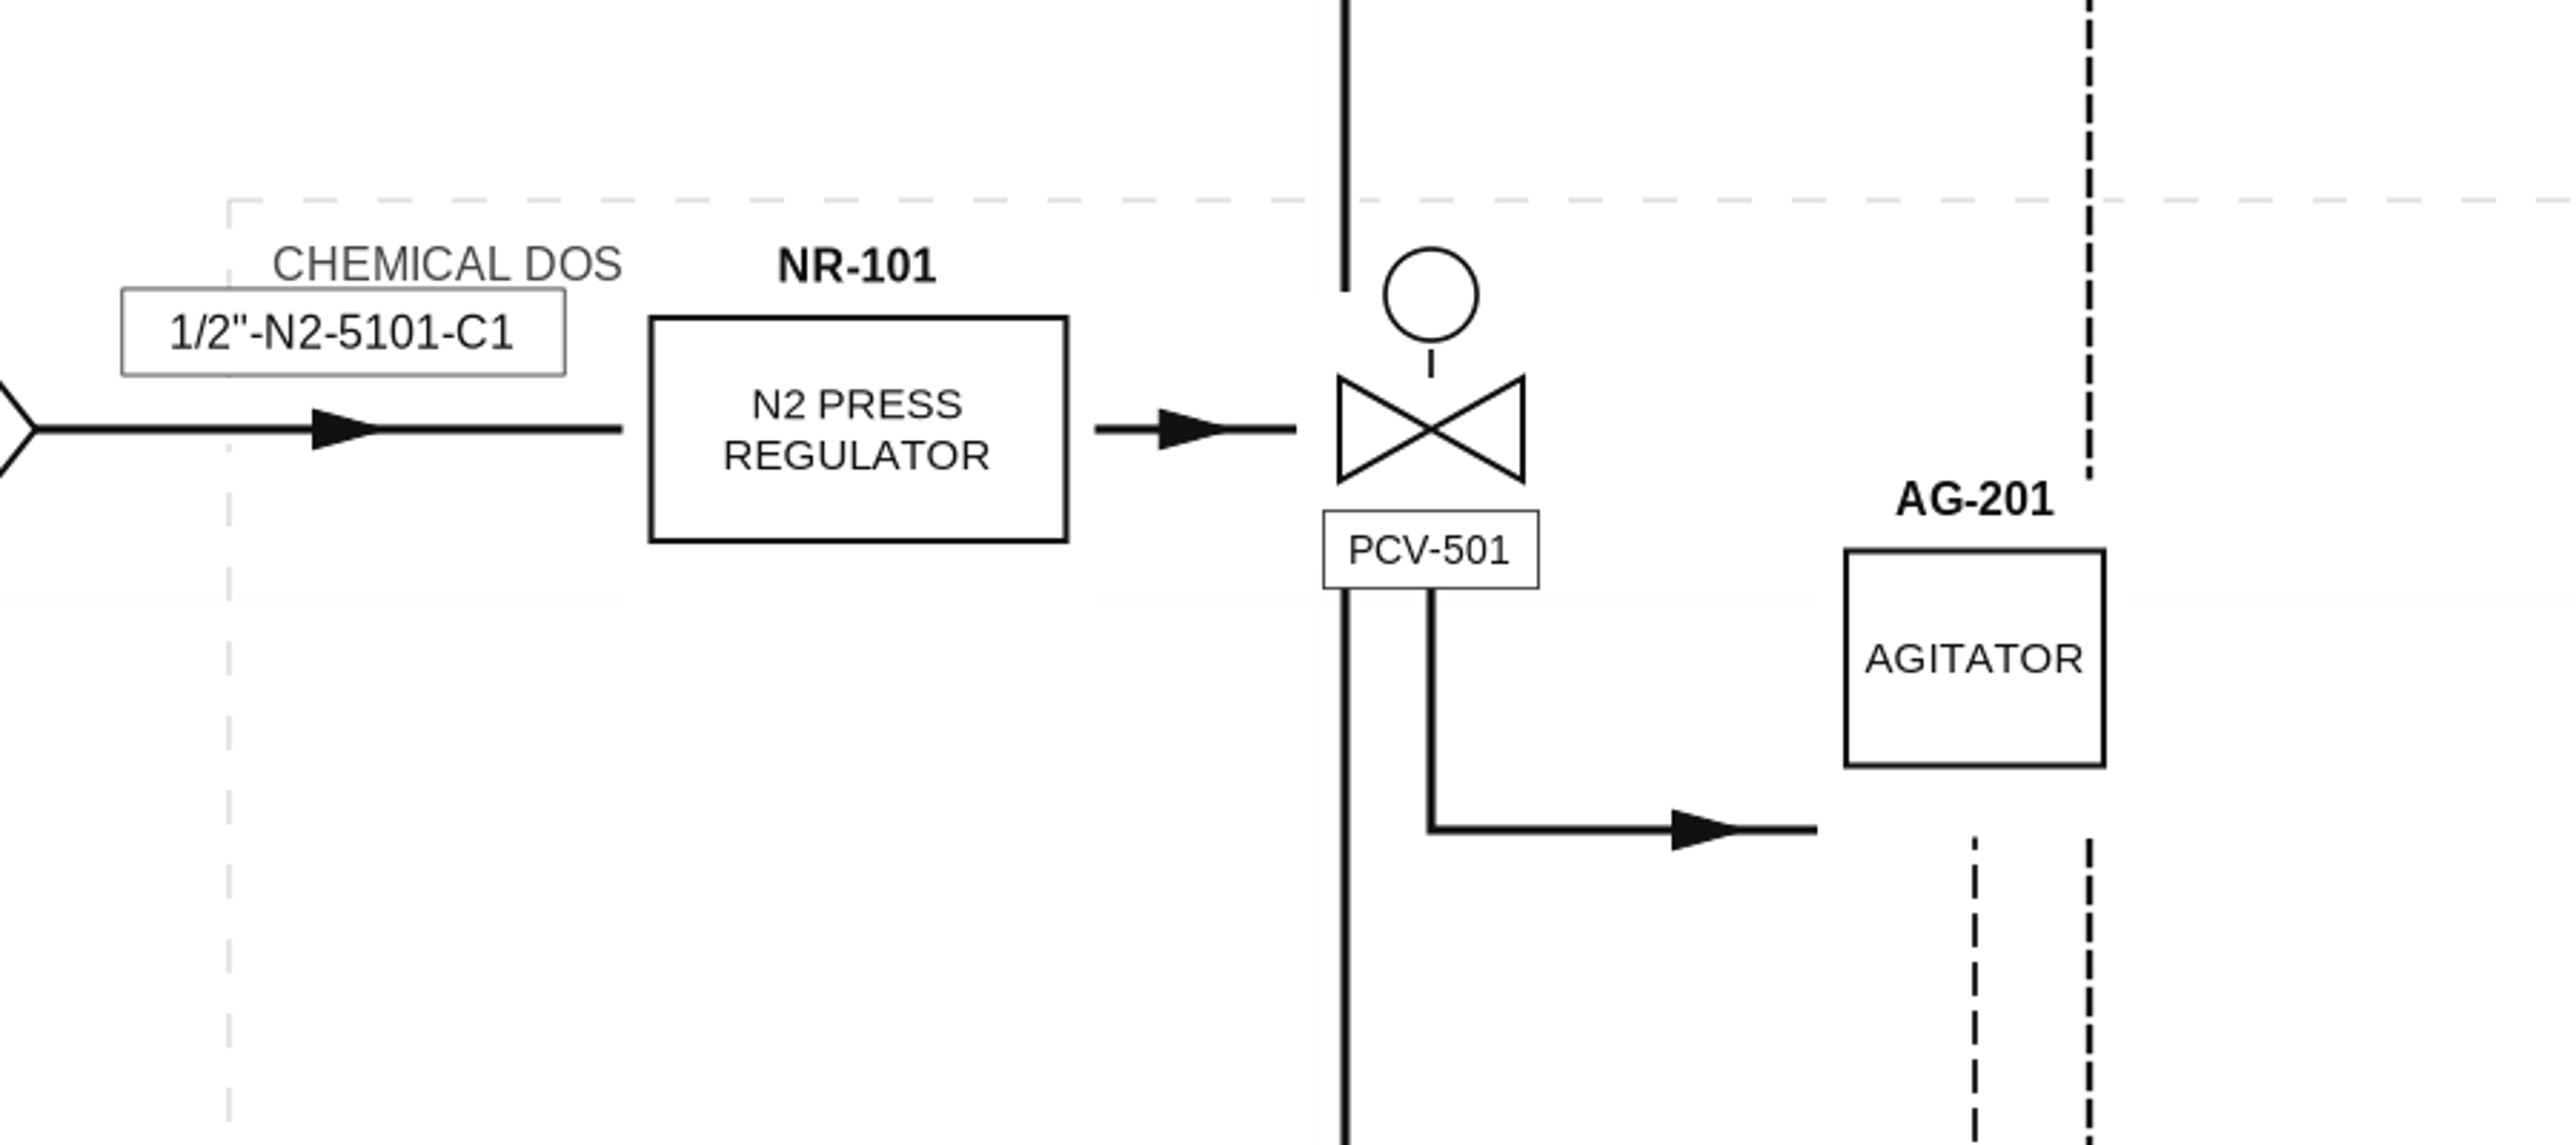 CHEMICAL DOS
1/2"-N2-5101-C1
NR-101
N2 PRESS
REGULATOR
PCV-501
AG-201
AGITATOR